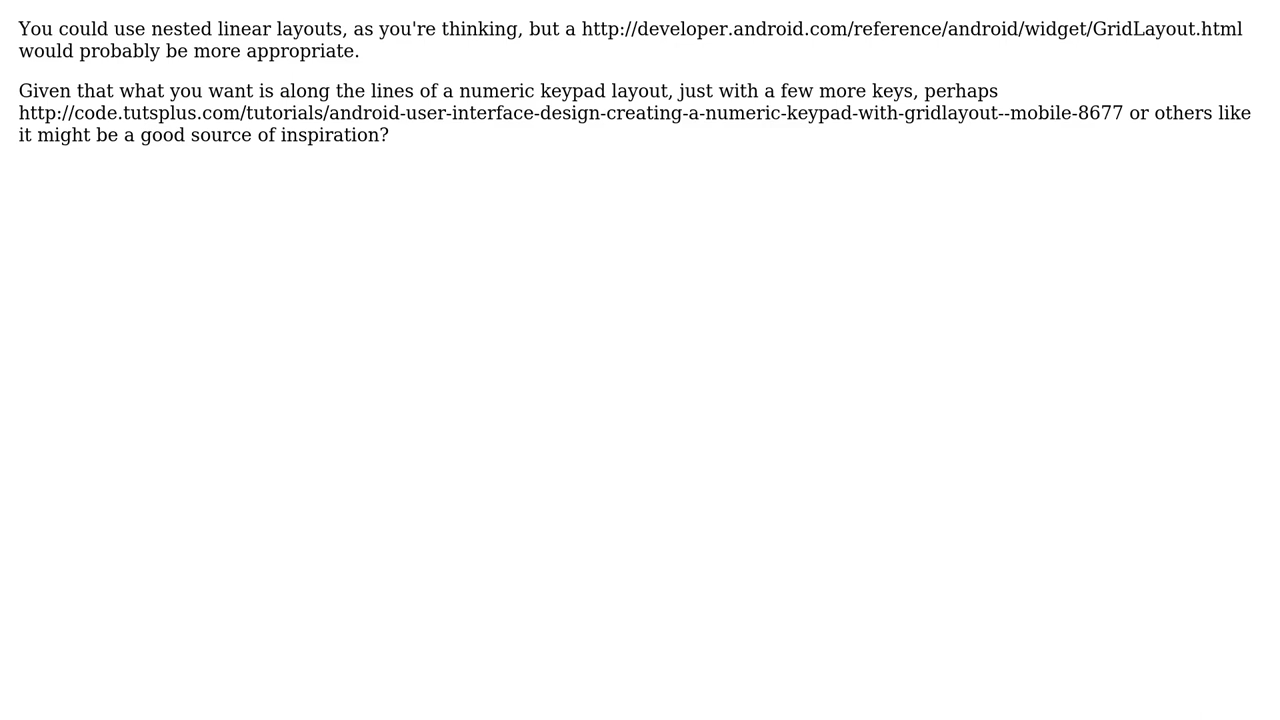 You could use nested linear layouts, as you're thinking, but a http://developer.android.com/reference/android/widget/GridLayout.html
would probably be more appropriate.
Given that what you want is along the lines of a numeric keypad layout, just with a few more keys, perhaps
http://code.tutsplus.com/tutorials/android-user-interface-design-creating-a-numeric-keypad-with-gridlayout--mobile-8677 or others like
it might be a good source of inspiration?